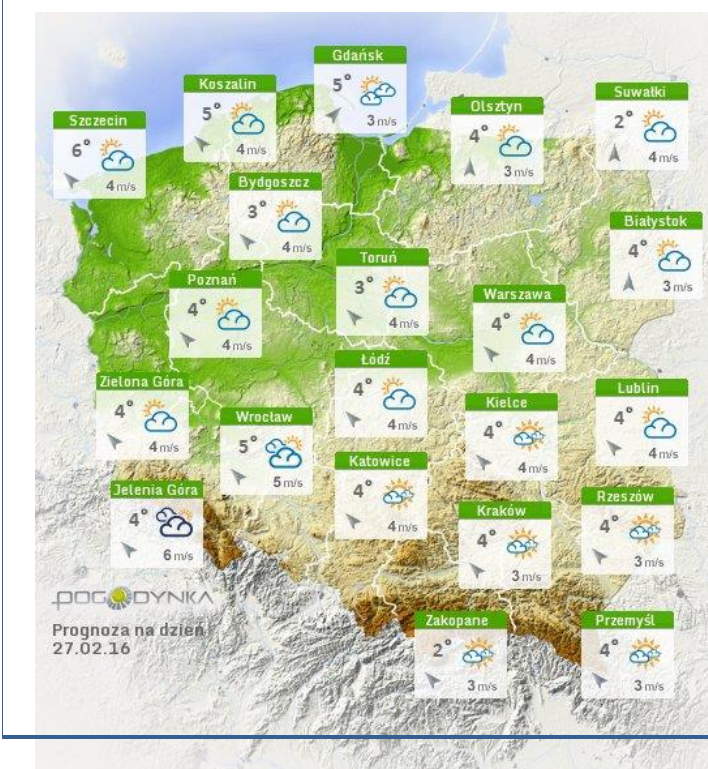 Gdańsk
5°
3 m/s
Koszalin
5°
4 m/s
Suwałki
2°
4 m/s
Olsztyn
4°
3 m/s
Szczecin
6°
4 m/s
Bydgoszcz
3°
4 m/s
Białystok
4°
3 m/s
Toruń
3°
4 m/s
Poznań
4°
4 m/s
Warszawa
4°
4 m/s
Łódź
4°
4 m/s
Zielona Góra
4°
4 m/s
Lublin
4°
4 m/s
Kielce
4°
4 m/s
Wrocław
5°
5 m/s
Katowice
4°
4 m/s
Jelenia Góra
4°
6 m/s
Rzeszów
4°
3 m/s
Kraków
4°
3 m/s
POGODYNKA
Prognoza na dzień
27.02.16
Zakopane
2°
3 m/s
Przemyśl
4°
3 m/s